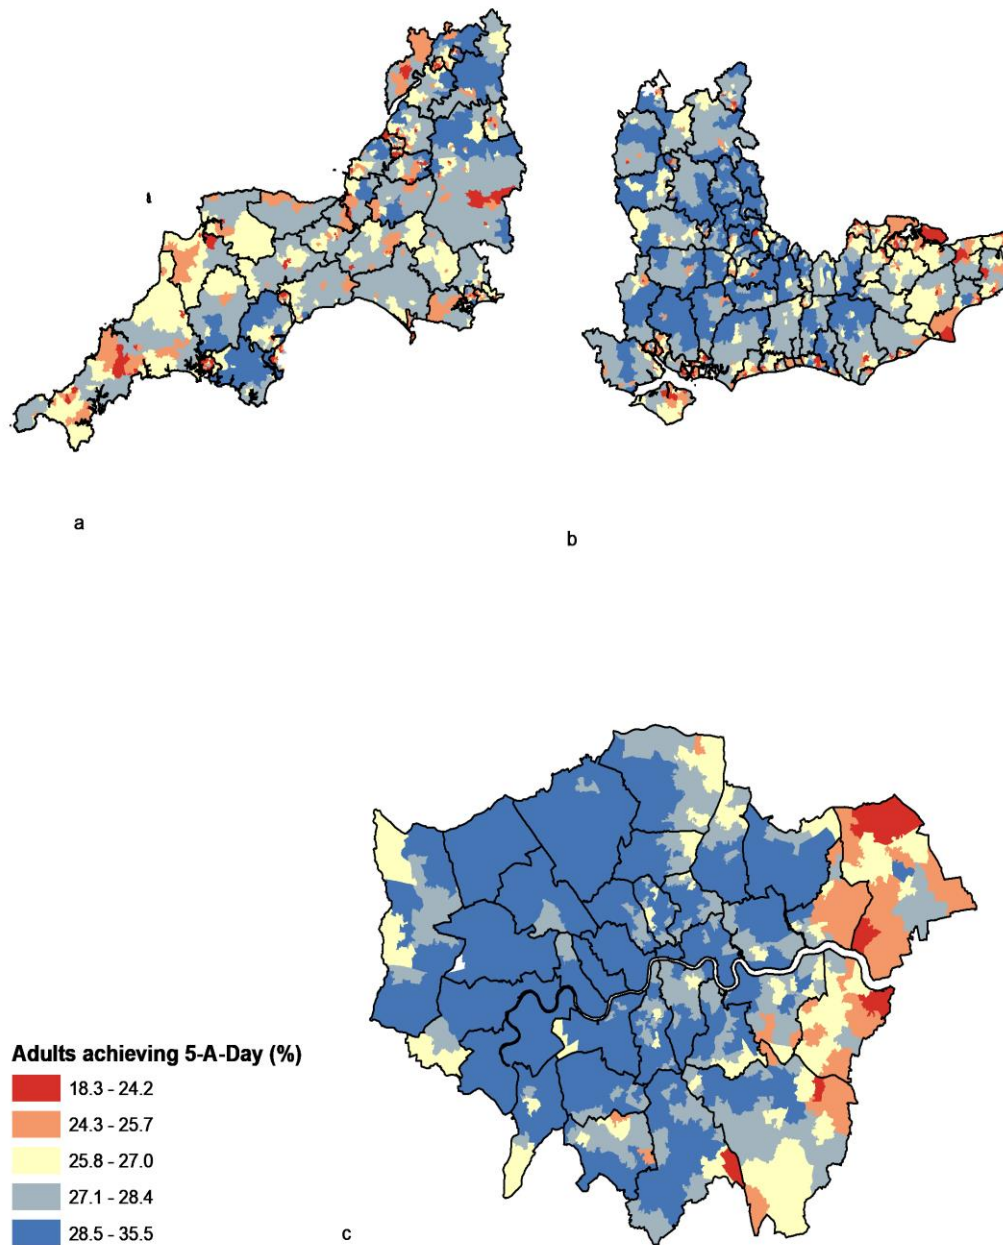 a
b
Adults achieving 5-A-Day (%)
18.3 - 24.2
24.3 - 25.7
25.8 - 27.0
27.1 - 28.4
28.5 - 35.5
c